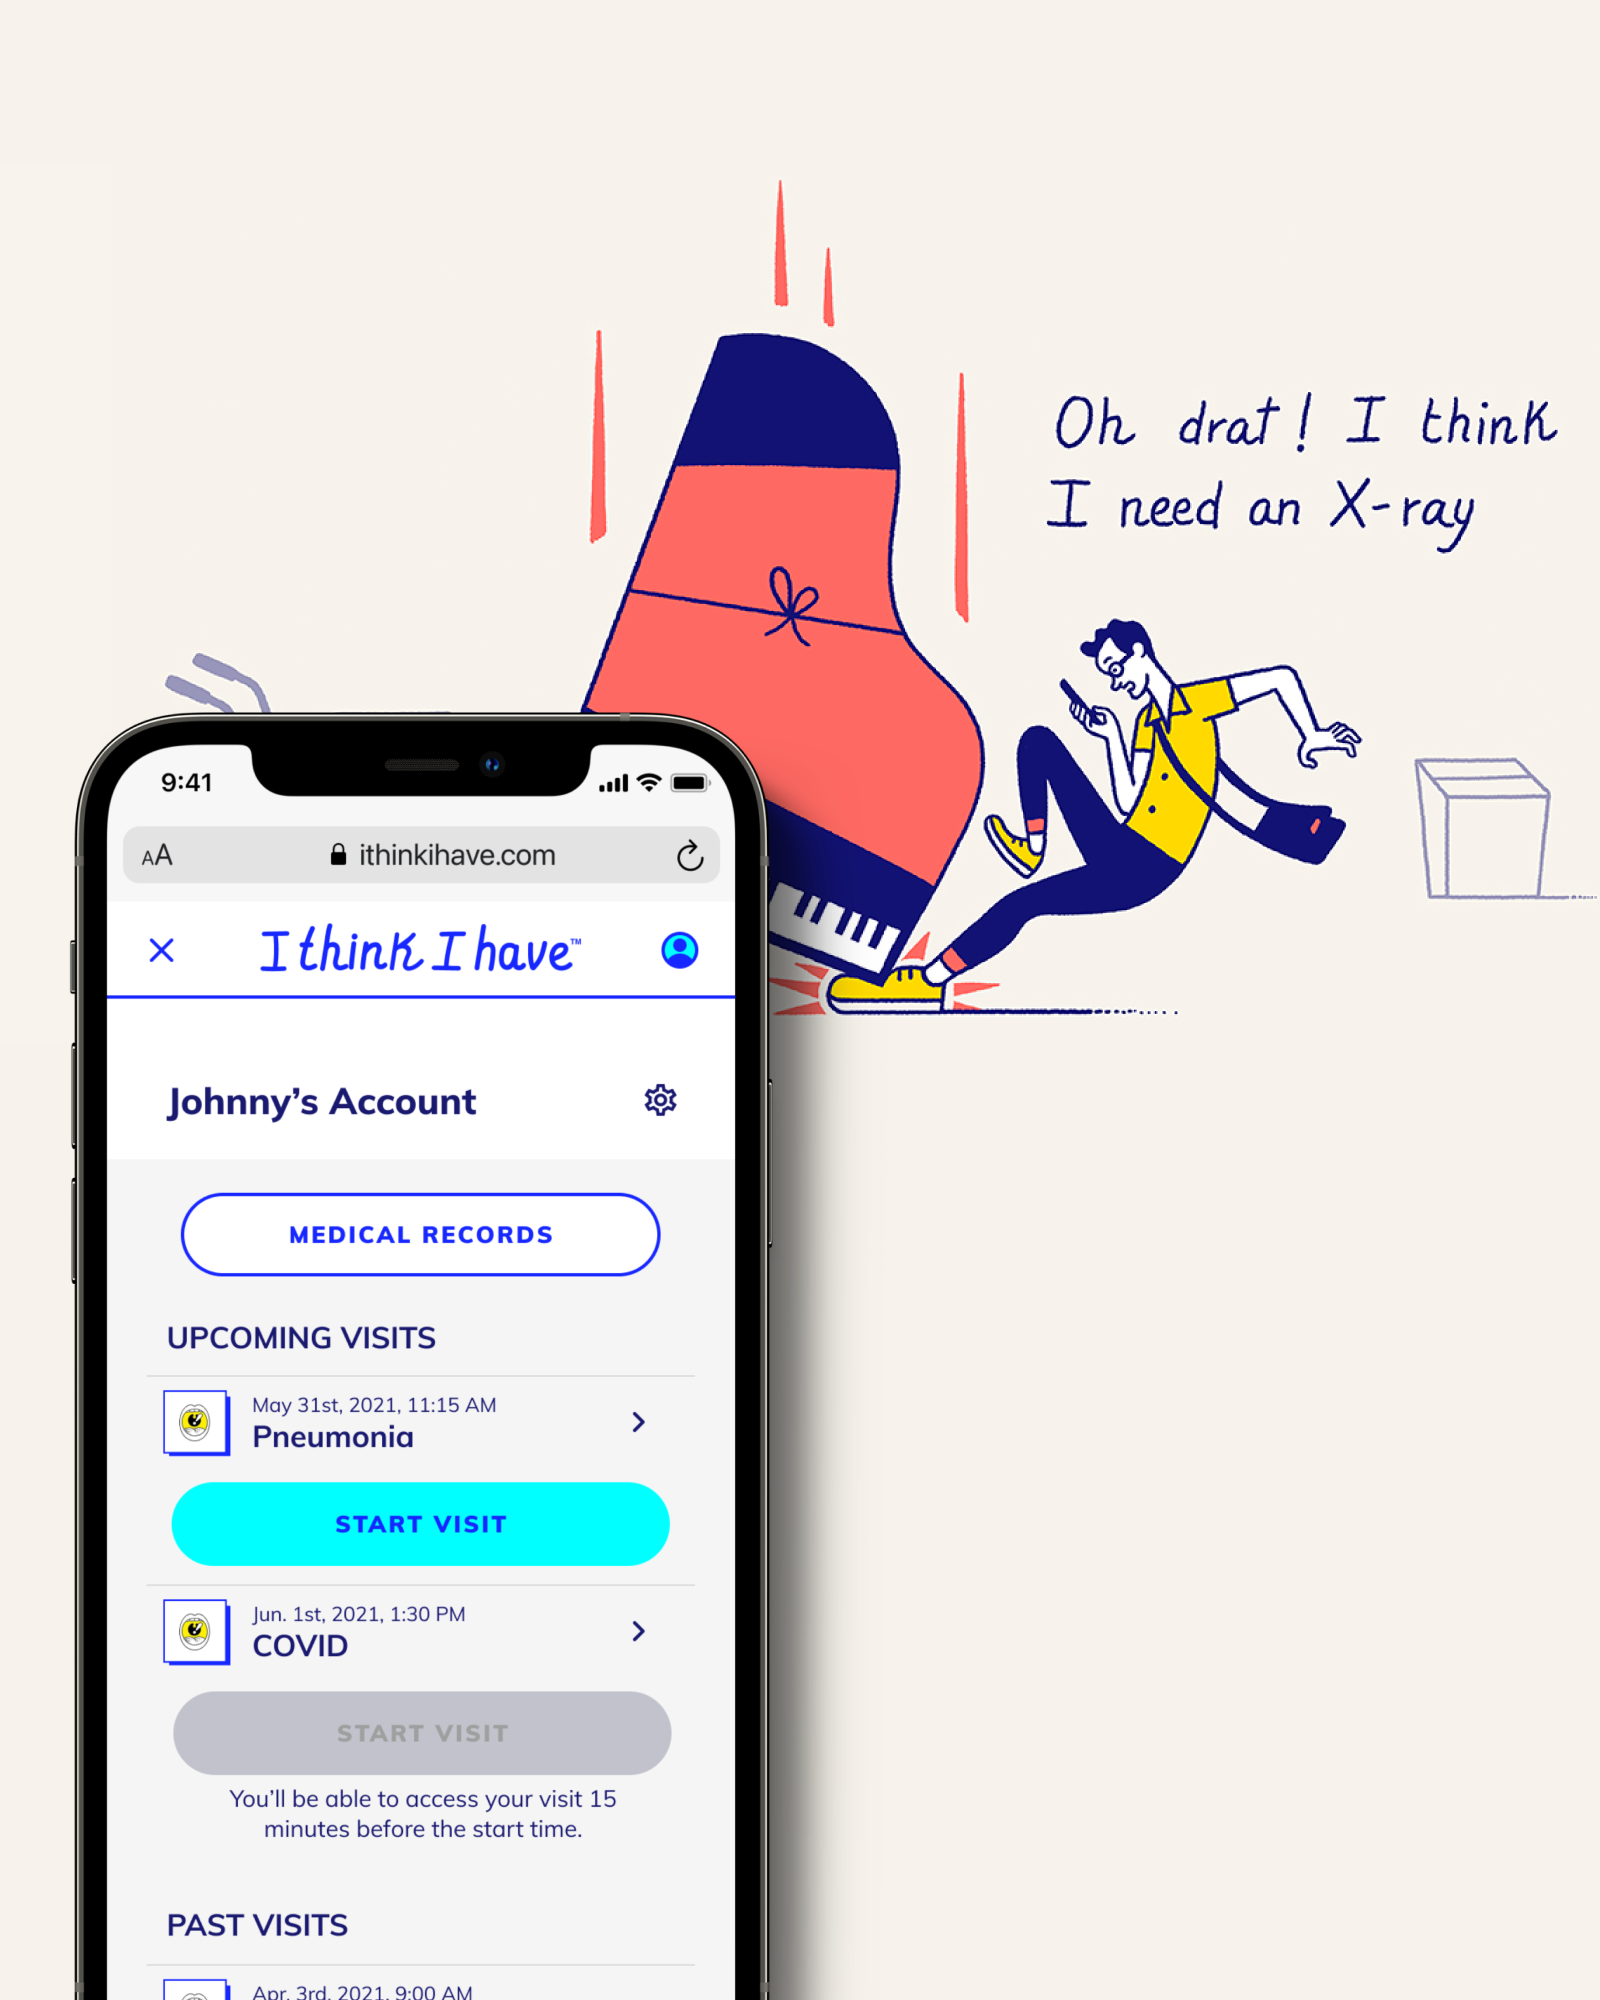 Oh drat! I think
I need an X-ray
9:41
AA
ithinkihave.com
I think I have™
Johnny’s Account
MEDICAL RECORDS
UPCOMING VISITS
May 31st, 2021, 11:15 AM
Pneumonia
START VISIT
Jun. 1st, 2021, 1:30 PM
COVID
START VISIT
You’ll be able to access your visit 15
minutes before the start time.
PAST VISITS
Apr. 3rd, 2021, 9:00 AM